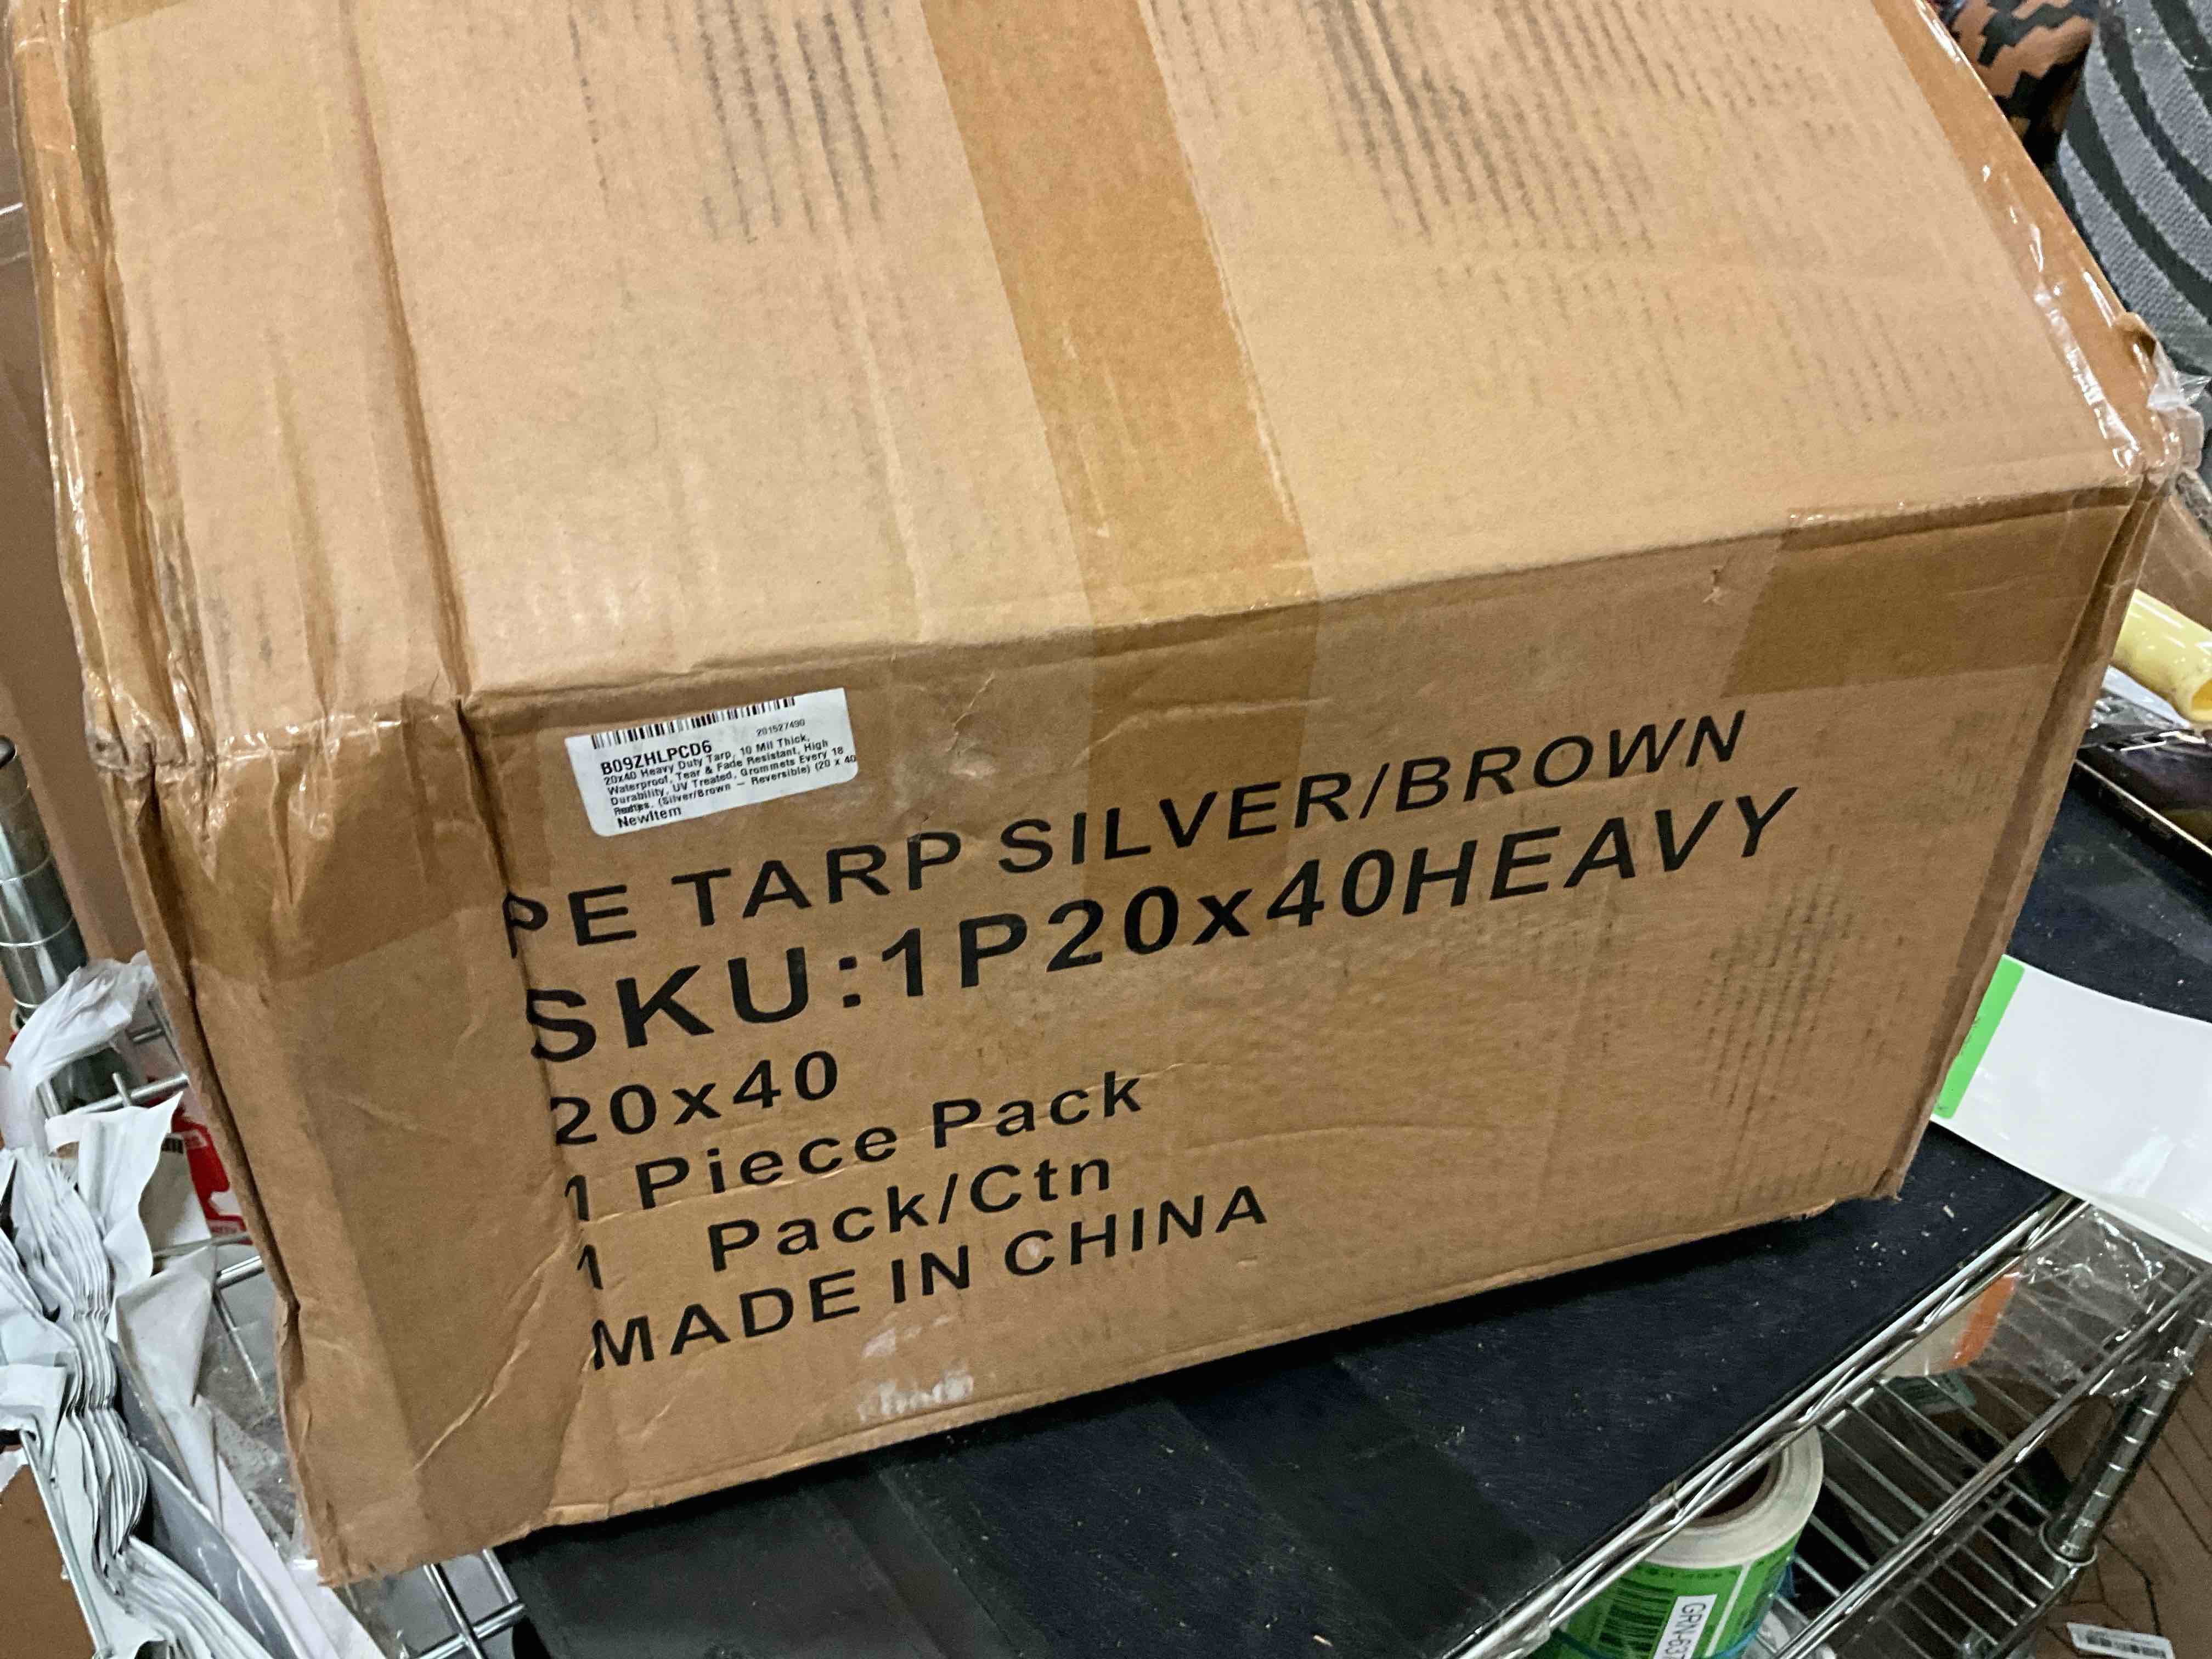 201527490
B09ZHLPCD6
20x40 Heavy Duty Tarp, 10 Mil Thick,
Waterproof, Tear & Fade Resistant, High
Durability, UV Treated, Grommets Every 18
(Silver/Brown – Reversible) (20 x 40
NewItem
PE TARP SILVER/BROWN
SKU:1P20x40HEAVY
20x40
1 Piece Pack
1 Pack/Ctn
MADE IN CHINA